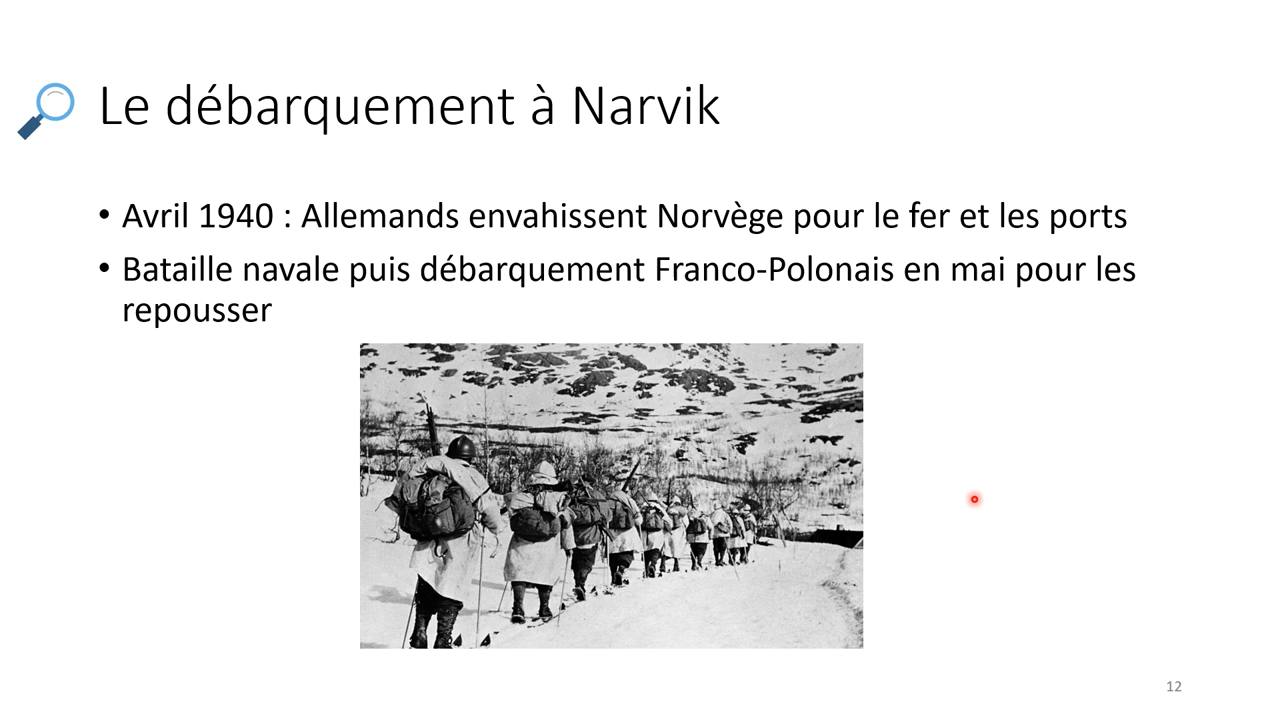 Le débarquement à Narvik
• Avril 1940 : Allemands envahissent Norvège pour le fer et les ports
• Bataille navale puis débarquement Franco-Polonais en mai pour les
repousser
12